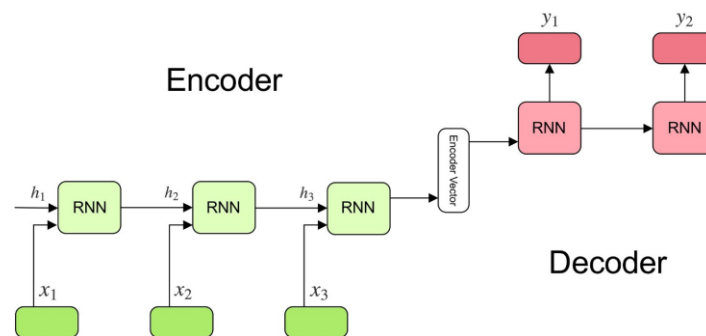 y₁ y₂
Encoder
RNN RNN
Encoder Vector
h₁ h₂ h₃
RNN RNN RNN
Decoder
x₁ x₂ x₃